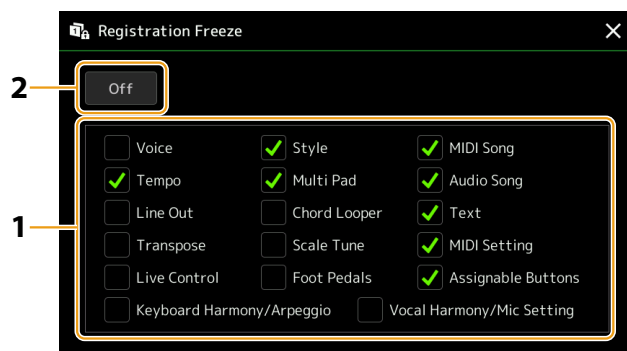 Registration Freeze
2
Off
1
Voice Style MIDI Song
Tempo Multi Pad Audio Song
Line Out Chord Looper Text
Transpose Scale Tune MIDI Setting
Live Control Foot Pedals Assignable Buttons
Keyboard Harmony/Arpeggio Vocal Harmony/Mic Setting